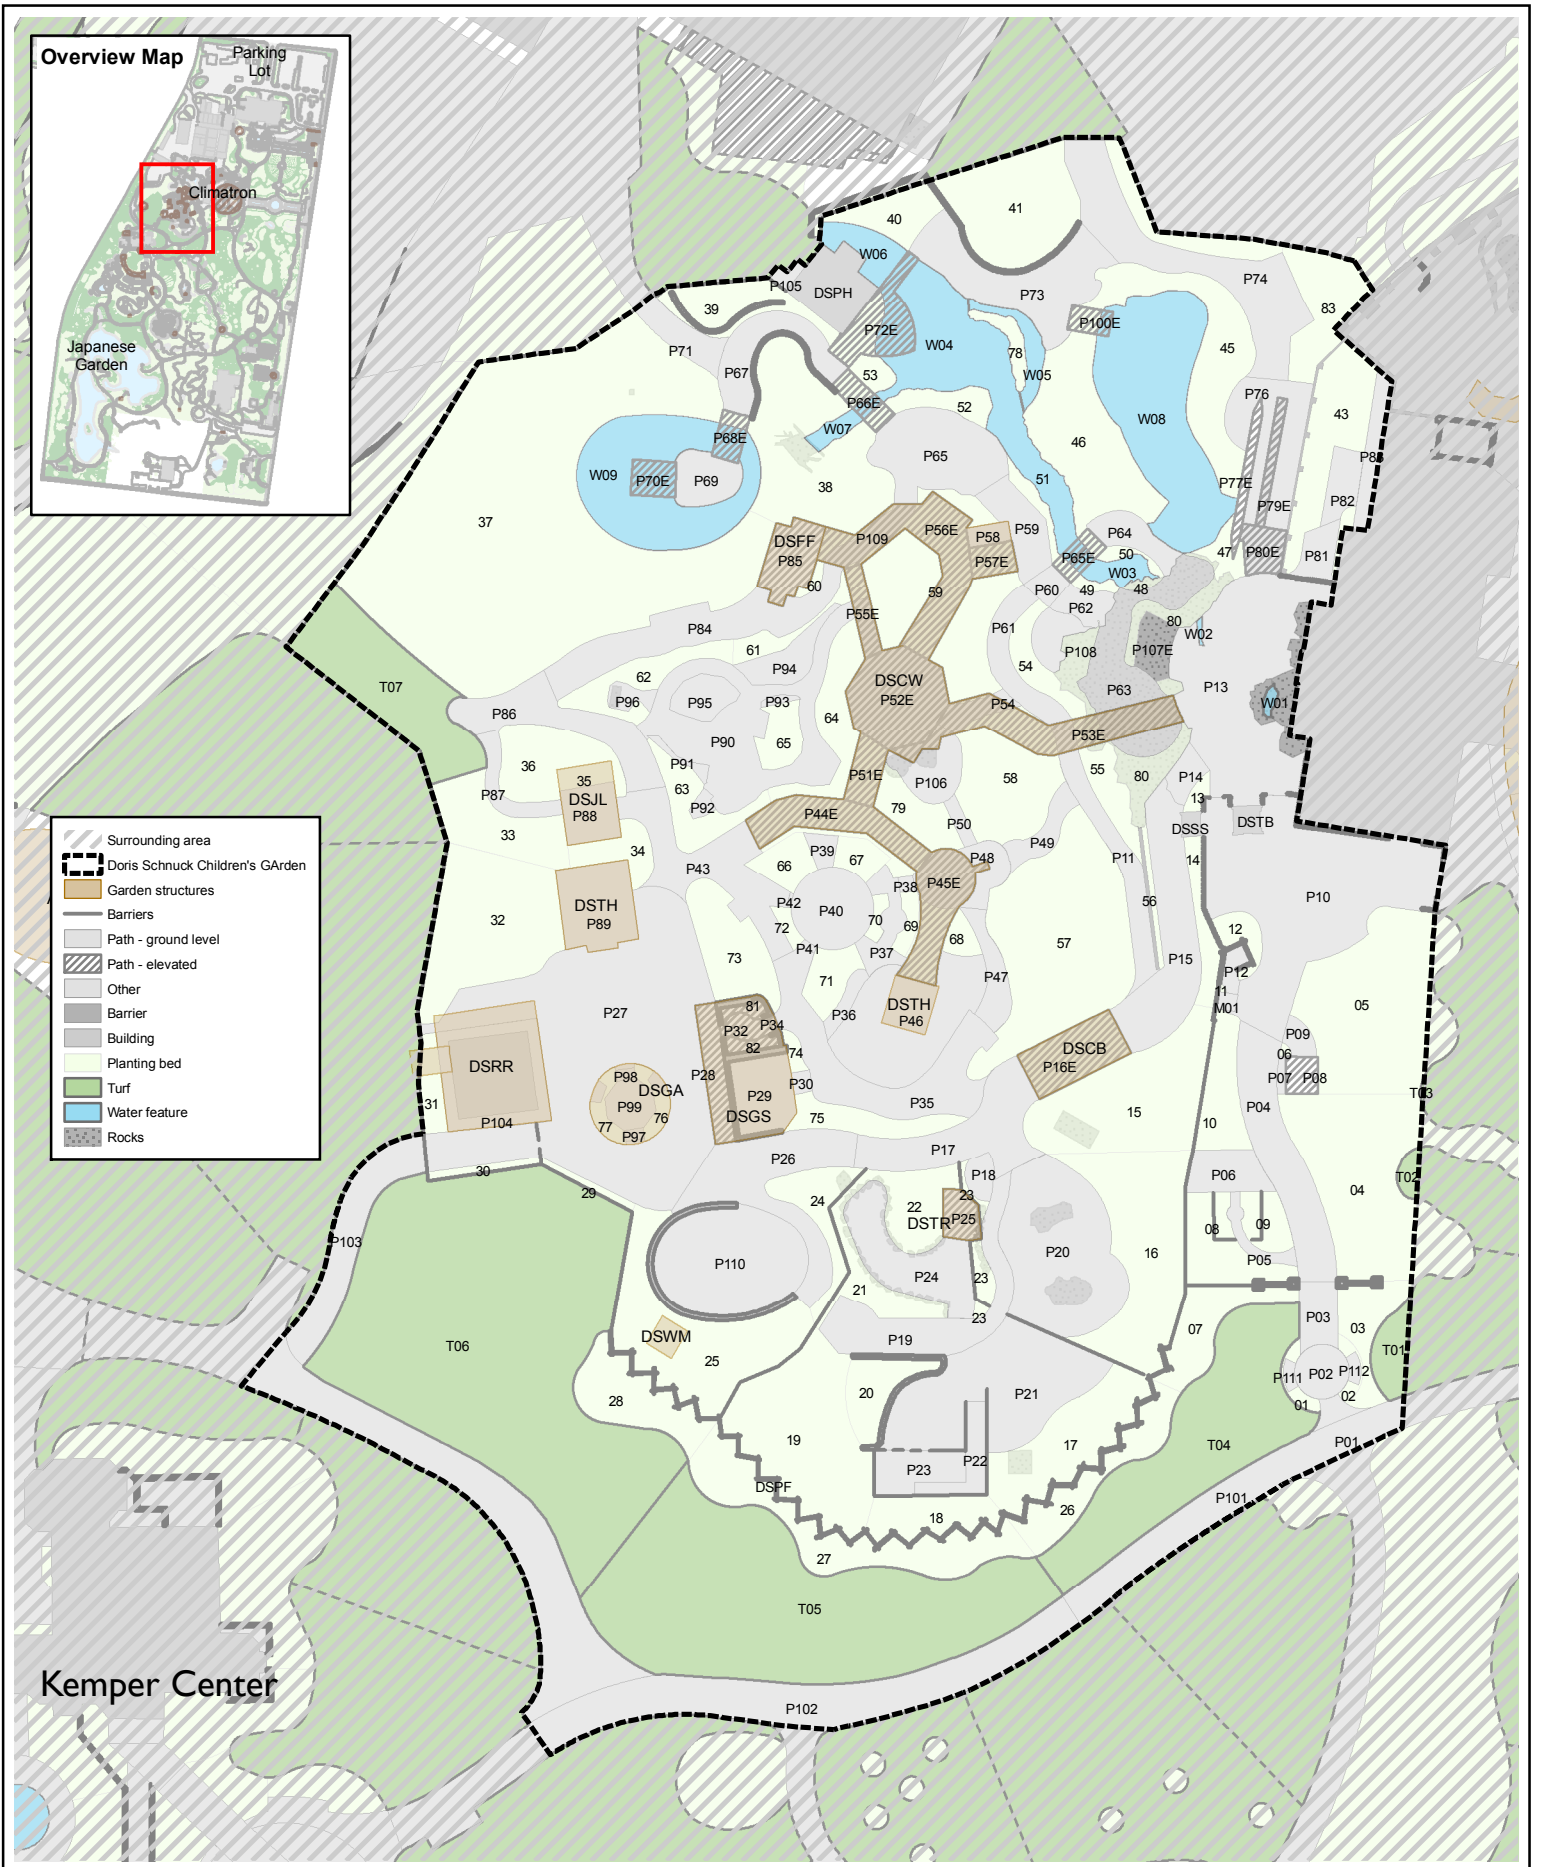 Overview Map
Parking
Lot
Climatron
Japanese
Garden
Surrounding area
Doris Schnuck Children's GArden
Garden structures
Barriers
Path - ground level
Path - elevated
Other
Barrier
Building
Planting bed
Turf
Water feature
Rocks
40
41
W06
P105
DSPH
P74
39
P73
83
P72E
P100E
P71
W04
45
78
P67
53
W05
P76
P66E
52
43
W07
W08
P68E
46
P65
P83
W09
P70E
P69
38
51
P77E
P82
37
P79E
DSFF
P109
P56E
P58
P59
P64
P85
P57E
P65E
50
47
P80E
P81
W03
60
59
P60
49
48
P55E
P62
80
P84
P61
W02
61
P108
P107E
94
P94
54
62
DSCW
T07
P63
P13
P96
P95
P93
P52E
P54
W01
P86
64
P90
65
P53E
36
P91
55
80
P14
35
P51E
58
P106
P87
DSJL
63
13
P88
P92
79
P44E
P50
DSSS
DSTB
33
34
P39
P49
P43
66
67
P48
P11
14
P38
P45E
DSTH
P42
P40
56
P10
P89
32
72
70
69
12
P41
68
57
73
P37
P15
71
P47
P12
11
05
81
DSTH
M01
P27
P32
P34
P36
P46
P09
82
DSCB
74
06
DSRR
P28
P16E
P98
DSGA
P30
P07
P08
P29
T03
31
P99
P35
P04
76
DSGS
15
77
P97
75
10
P104
P17
P26
30
P18
P06
T02
29
24
04
22
23
DSTR
P25
08
09
P103
P20
16
P05
P110
P24
23
21
23
P03
07
03
DSWM
P19
T06
T01
25
P111
P02
P112
20
P21
28
02
01
19
17
T04
P01
P22
P23
DSPF
P101
26
18
27
T05
Kemper Center
P102